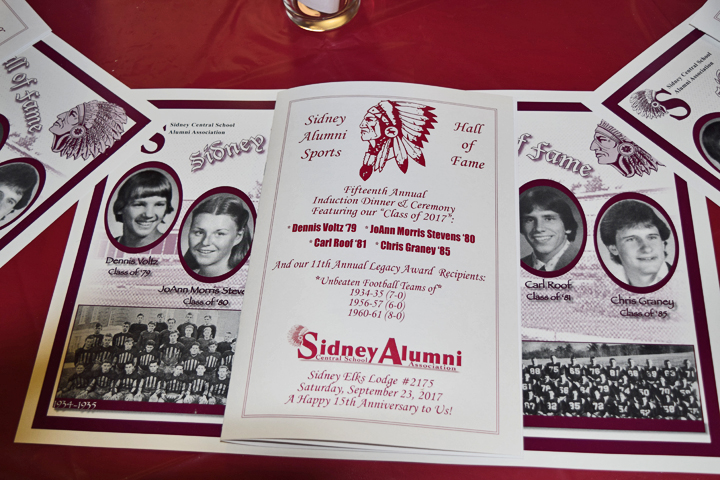 ll of Fame
Sidney Central School
Alumni Association
Sidney
Dennis Voltz
Class of '79
JoAnn Morris Steve
Class of '80
1934-1935
Sidney
Alumni
Sports
Hall
of
Fame
Fifteenth Annual
Induction Dinner & Ceremony
Featuring our "Class of 2017":
* Dennis Voltz '79 * JoAnn Morris Stevens '80
* Carl Roof '81 * Chris Graney '85
And our 11th Annual Legacy Award Recipients:
*Unbeaten Football Teams of*
1934-35 (7-0)
1956-57 (6-0)
1960-61 (8-0)
Sidney Alumni
Central School Association
Sidney Elks Lodge #2175
Saturday, September 23, 2017
A Happy 15th Anniversary to Us!
of Fame
Carl Roof
Class of '81
Chris Graney
Class of '85
S
Sidney Central School
Alumni Association